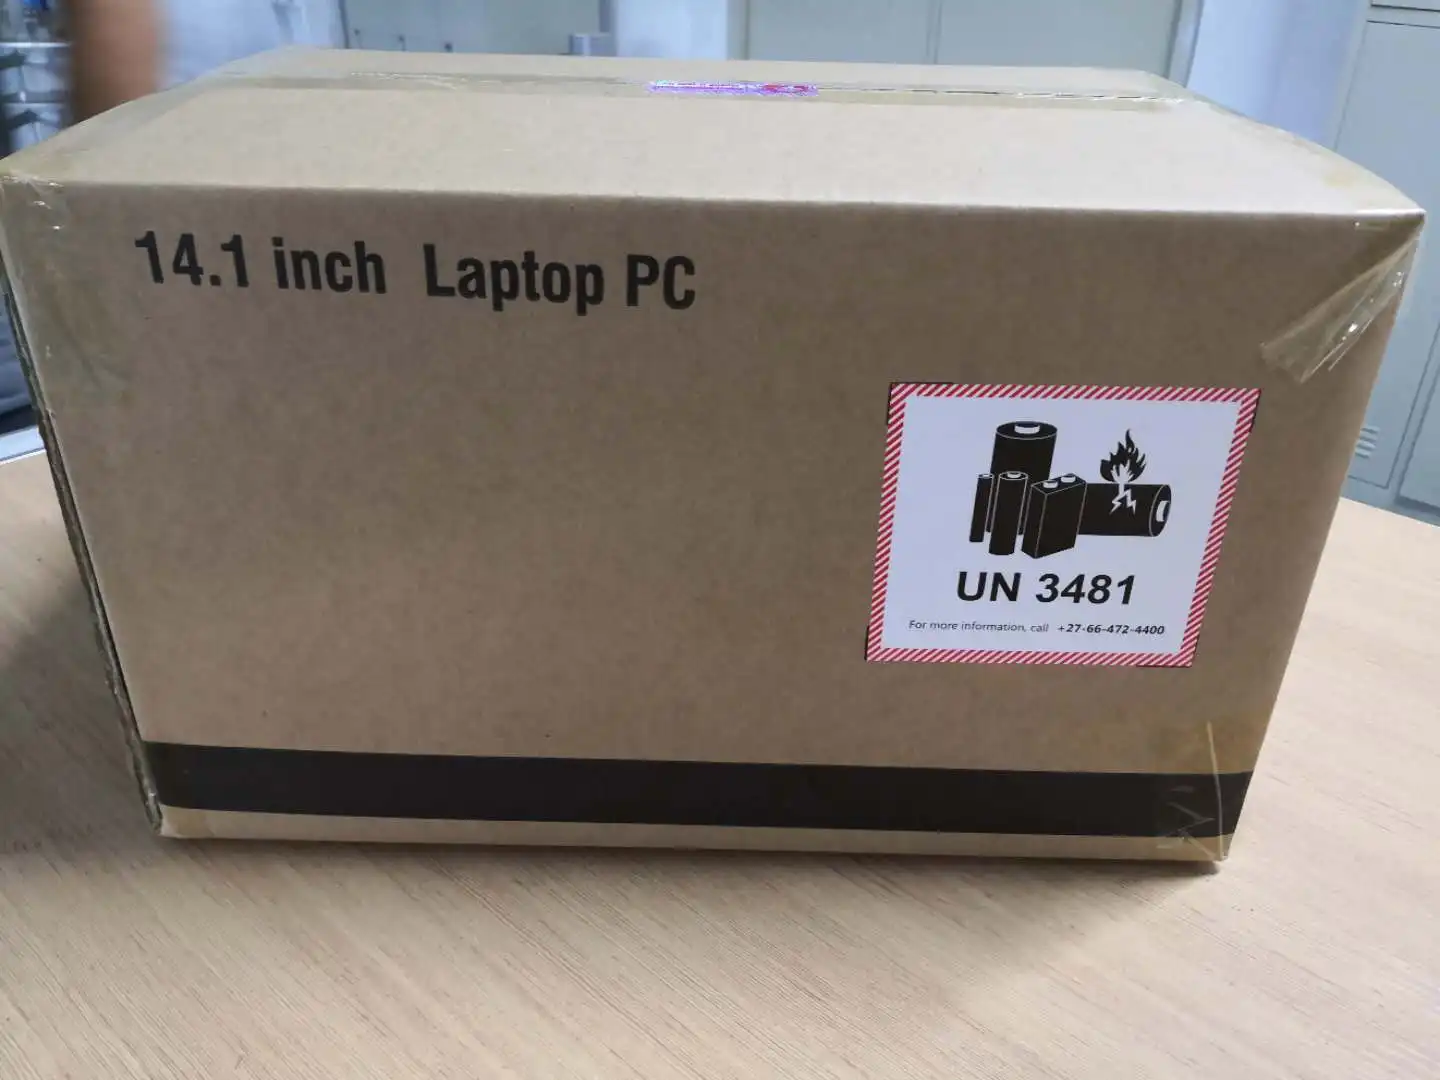 14.1 inch Laptop PC
UN 3481
For more information, call +27-66-472-4400